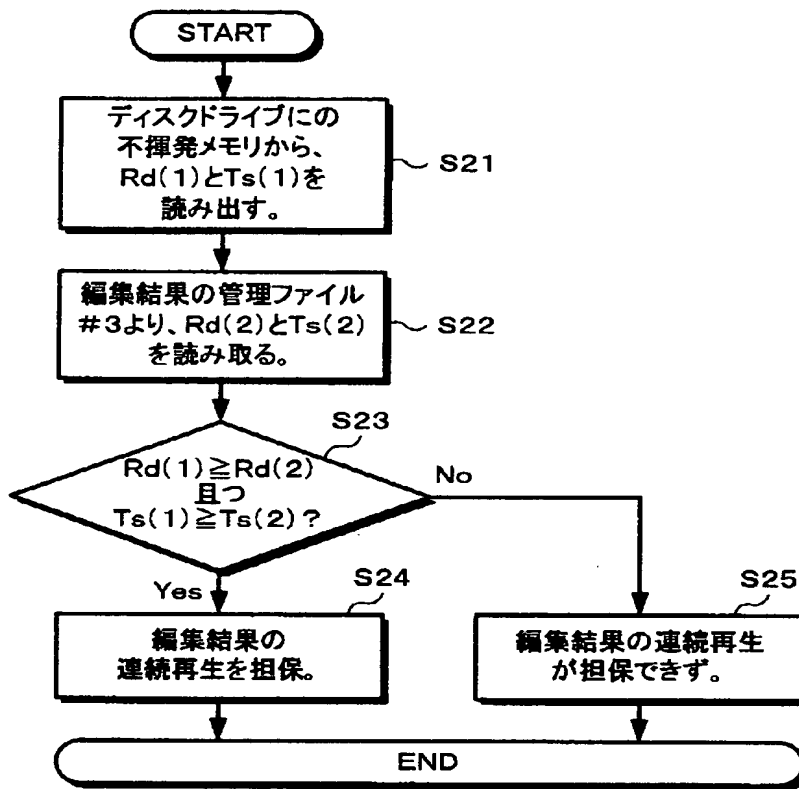 START
ディスクドライブにの
不揮発メモリから、
Rd(1)とTs(1)を
読み出す。
S21
編集結果の管理ファイル
#3より、Rd(2)とTs(2)
を読み取る。
S22
S23
Rd(1)≧Rd(2)
且つ
Ts(1)≧Ts(2)?
No
Yes
S24
編集結果の
連続再生を担保。
S25
編集結果の連続再生
が担保できず。
END